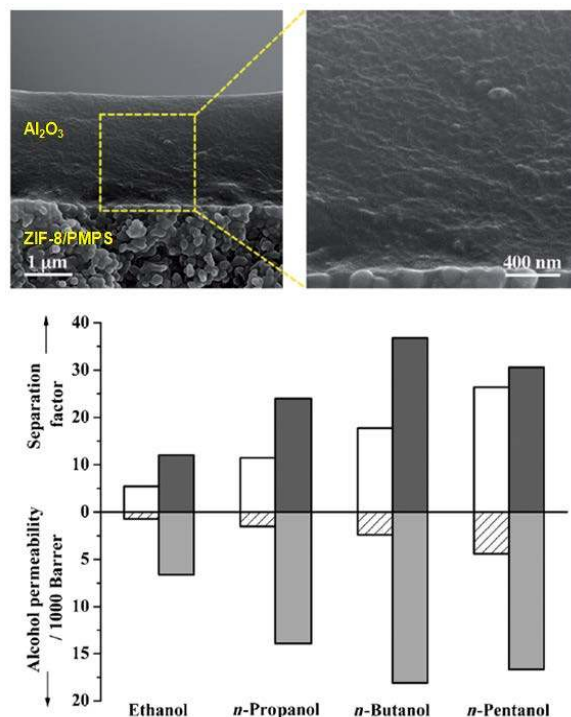 Al₂O₃
ZIF-8/PMPS
1 μm
400 nm
40
30
20
10
0
5
10
15
20
Separation
factor
Alcohol permeability
/ 1000 Barrer
Ethanol n-Propanol n-Butanol n-Pentanol